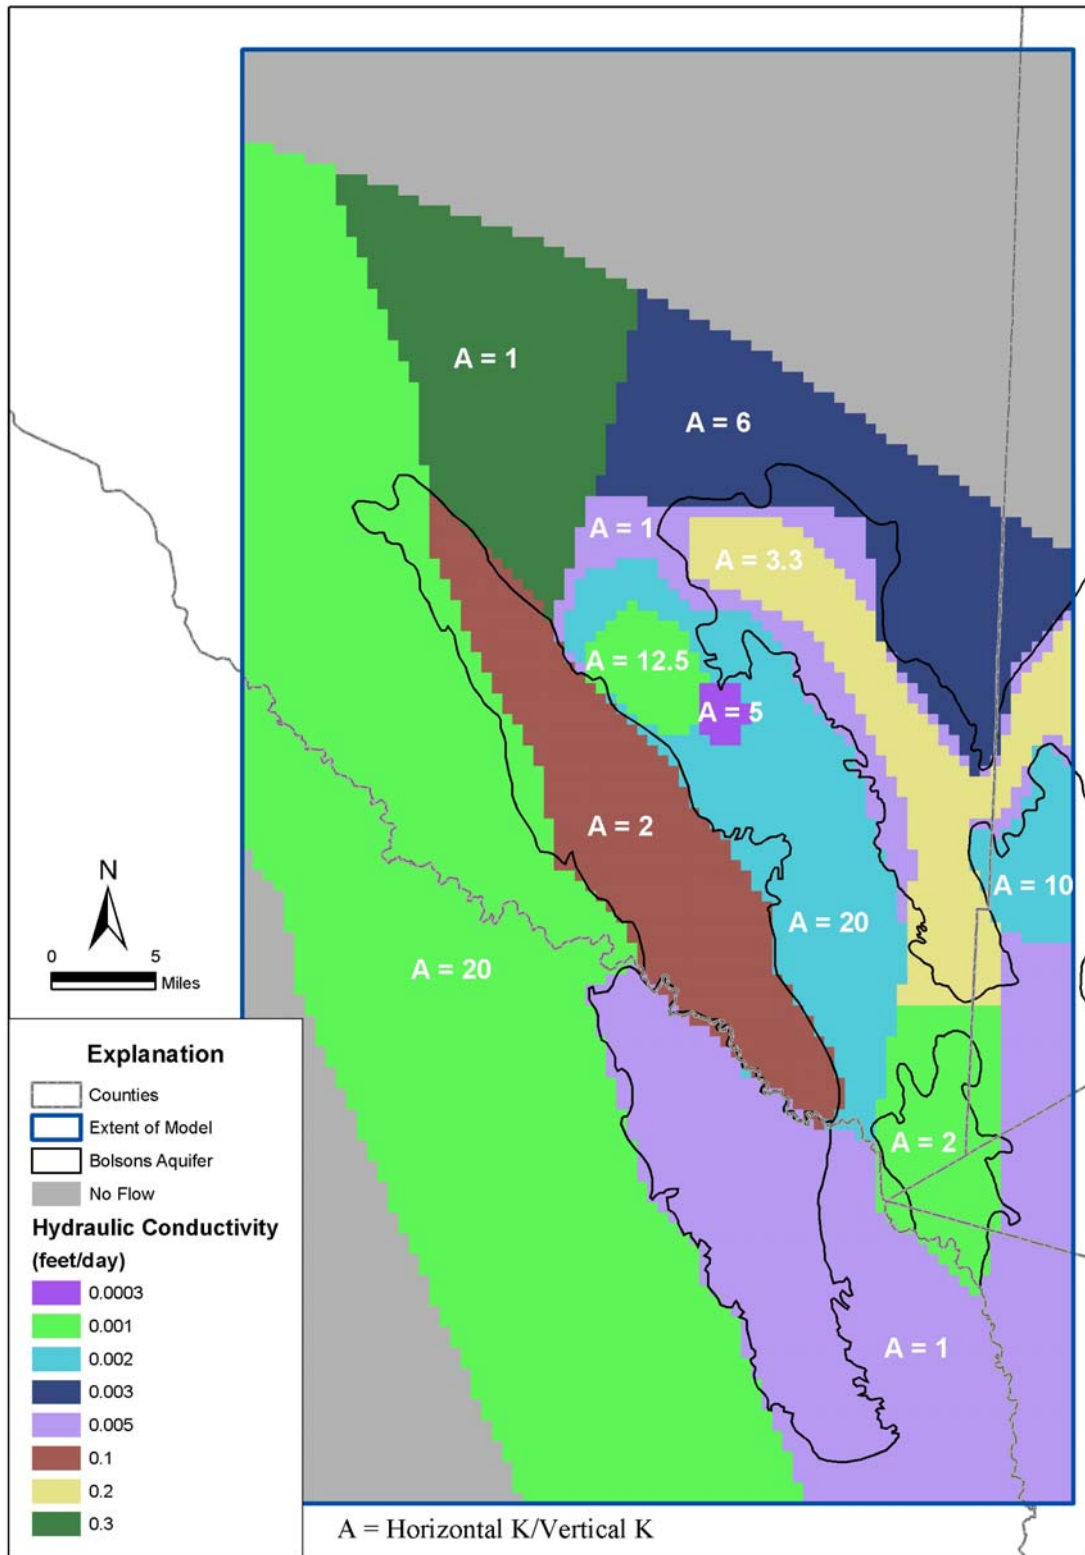 A = 1
A = 6
A = 1
A = 3.3
A = 12.5
A = 5
A = 2
A = 10
A = 20
A = 20
A = 2
A = 1
N
0 5
Miles
Explanation
Counties
Extent of Model
Bolsons Aquifer
No Flow
Hydraulic Conductivity
(feet/day)
0.0003
0.001
0.002
0.003
0.005
0.1
0.2
0.3
A = Horizontal K/Vertical K